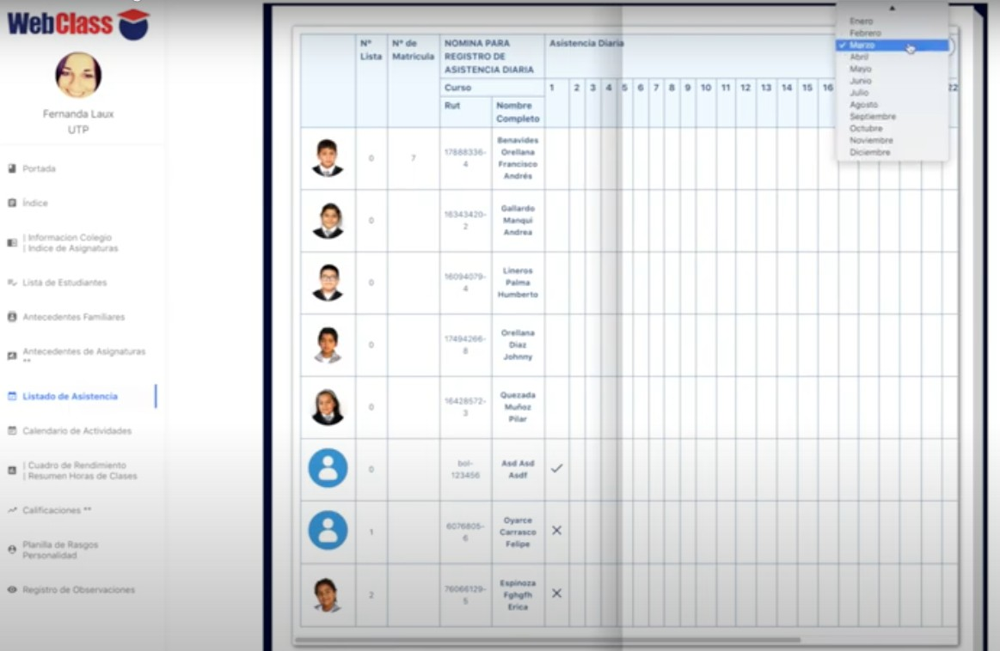 WebClass
Fernanda Laux
UTP
Portada
Índice
| Informacion Colegio
| Indice de Asignaturas
Lista de Estudiantes
Antecedentes Familiares
Antecedentes de Asignaturas
**
Listado de Asistencia
Calendario de Actividades
| Cuadro de Rendimiento
| Resumen Horas de Clases
Calificaciones **
Planilla de Rasgos
Personalidad
Registro de Observaciones
N°
Lista
N° de
Matricula
NOMINA PARA
REGISTRO DE
ASISTENCIA DIARIA
Asistencia Diaria
Curso
Rut
Nombre
Completo
1 2 3 4 5 6 7 8 9 10 11 12 13 14 15 16 22
Enero
Febrero
✓ Marzo
Abril
Mayo
Junio
Julio
Agosto
Septiembre
Octubre
Noviembre
Diciembre
0
7
17888336-
4
Benavides
Orellana
Francisco
Andrés
0
16343420-
2
Gallardo
Manqui
Andrea
0
16094079-
4
Lineros
Palma
Humberto
0
17494266-
8
Orellana
Diaz
Johnny
0
16428572-
3
Quezada
Muñoz
Pilar
0
bol-
123456
Asd Asd
Asdf
✓
1
6076805-
6
Oyarce
Carrasco
Felipe
✕
2
76066129-
5
Espinoza
Fghgfh
Erica
✕